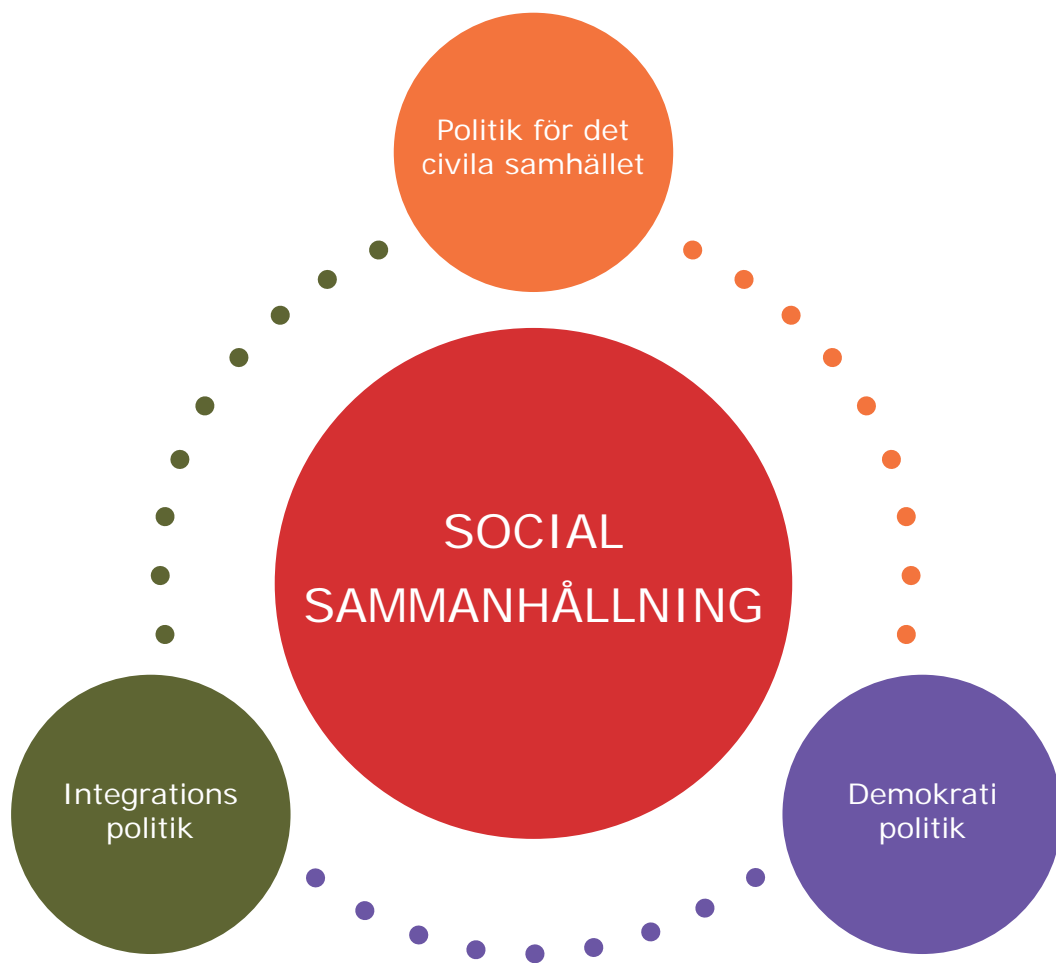 Politik för det
civila samhället
SOCIAL
SAMMANHÅLLNING
Integrations
politik
Demokrati
politik